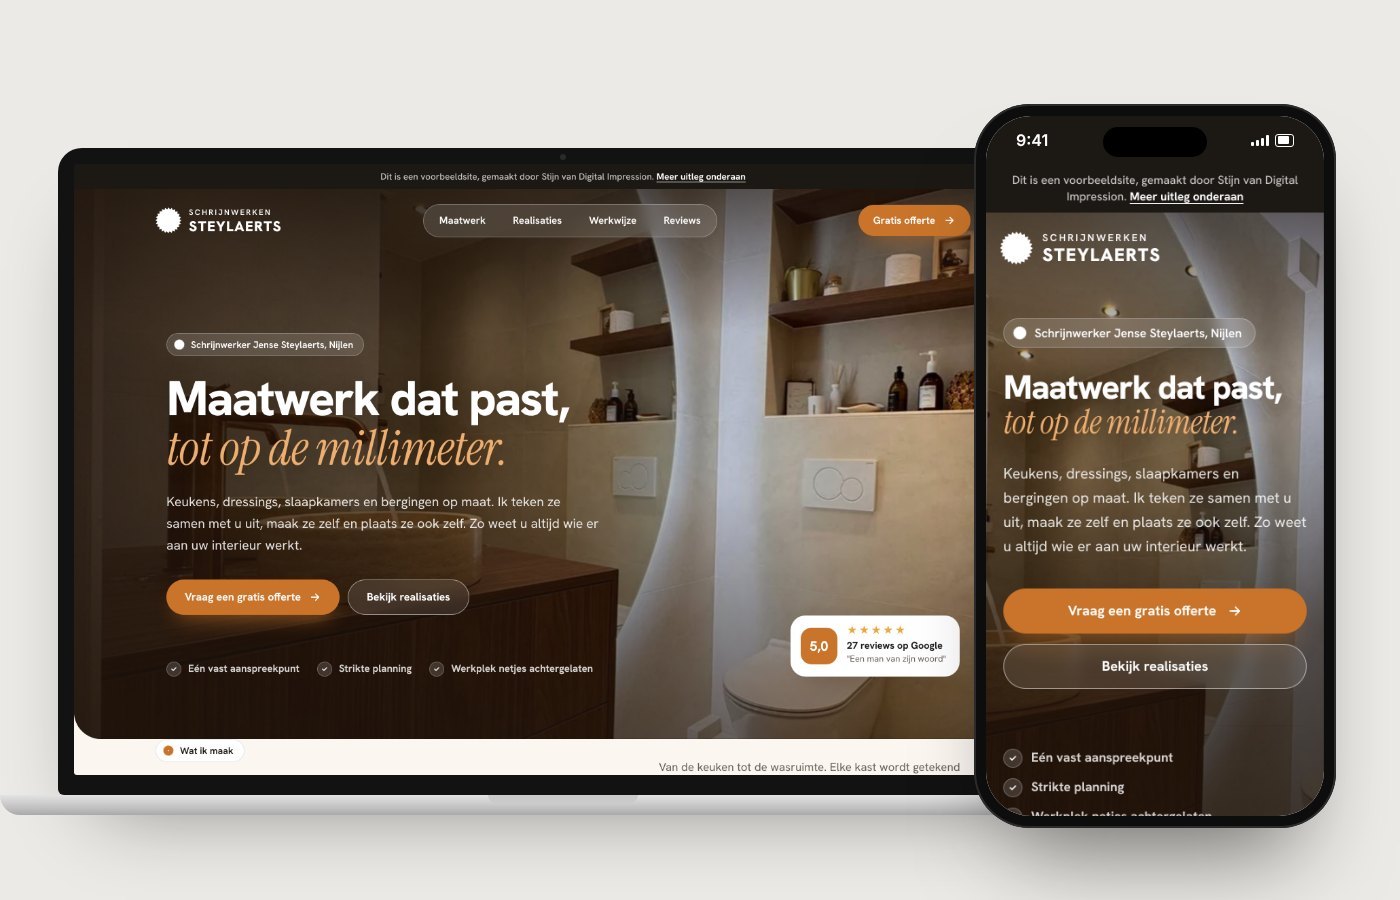 Dit is een voorbeeldsite, gemaakt door Stijn van Digital Impression. Meer uitleg onderaan
SCHRIJNWERKEN
STEYLAERTS
Maatwerk
Realisaties
Werkwijze
Reviews
Gratis offerte →
Schrijnwerker Jense Steylaerts, Nijlen
Maatwerk dat past,
tot op de millimeter.
Keukens, dressings, slaapkamers en bergingen op maat. Ik teken ze
samen met u uit, maak ze zelf en plaats ze ook zelf. Zo weet u altijd wie er
aan uw interieur werkt.
Vraag een gratis offerte →
Bekijk realisaties
Eén vast aanspreekpunt
Strikte planning
Werkplek netjes achtergelaten
5,0
★★★★★
27 reviews op Google
"Een man van zijn woord"
Wat ik maak
Van de keuken tot de wasruimte. Elke kast wordt getekend
9:41
Dit is een voorbeeldsite, gemaakt door Stijn van Digital
Impression. Meer uitleg onderaan
SCHRIJNWERKEN
STEYLAERTS
Schrijnwerker Jense Steylaerts, Nijlen
Maatwerk dat past,
tot op de millimeter.
Keukens, dressings, slaapkamers en
bergingen op maat. Ik teken ze samen met u
uit, maak ze zelf en plaats ze ook zelf. Zo weet
u altijd wie er aan uw interieur werkt.
Vraag een gratis offerte →
Bekijk realisaties
Eén vast aanspreekpunt
Strikte planning
Werkplek netjes achtergelaten